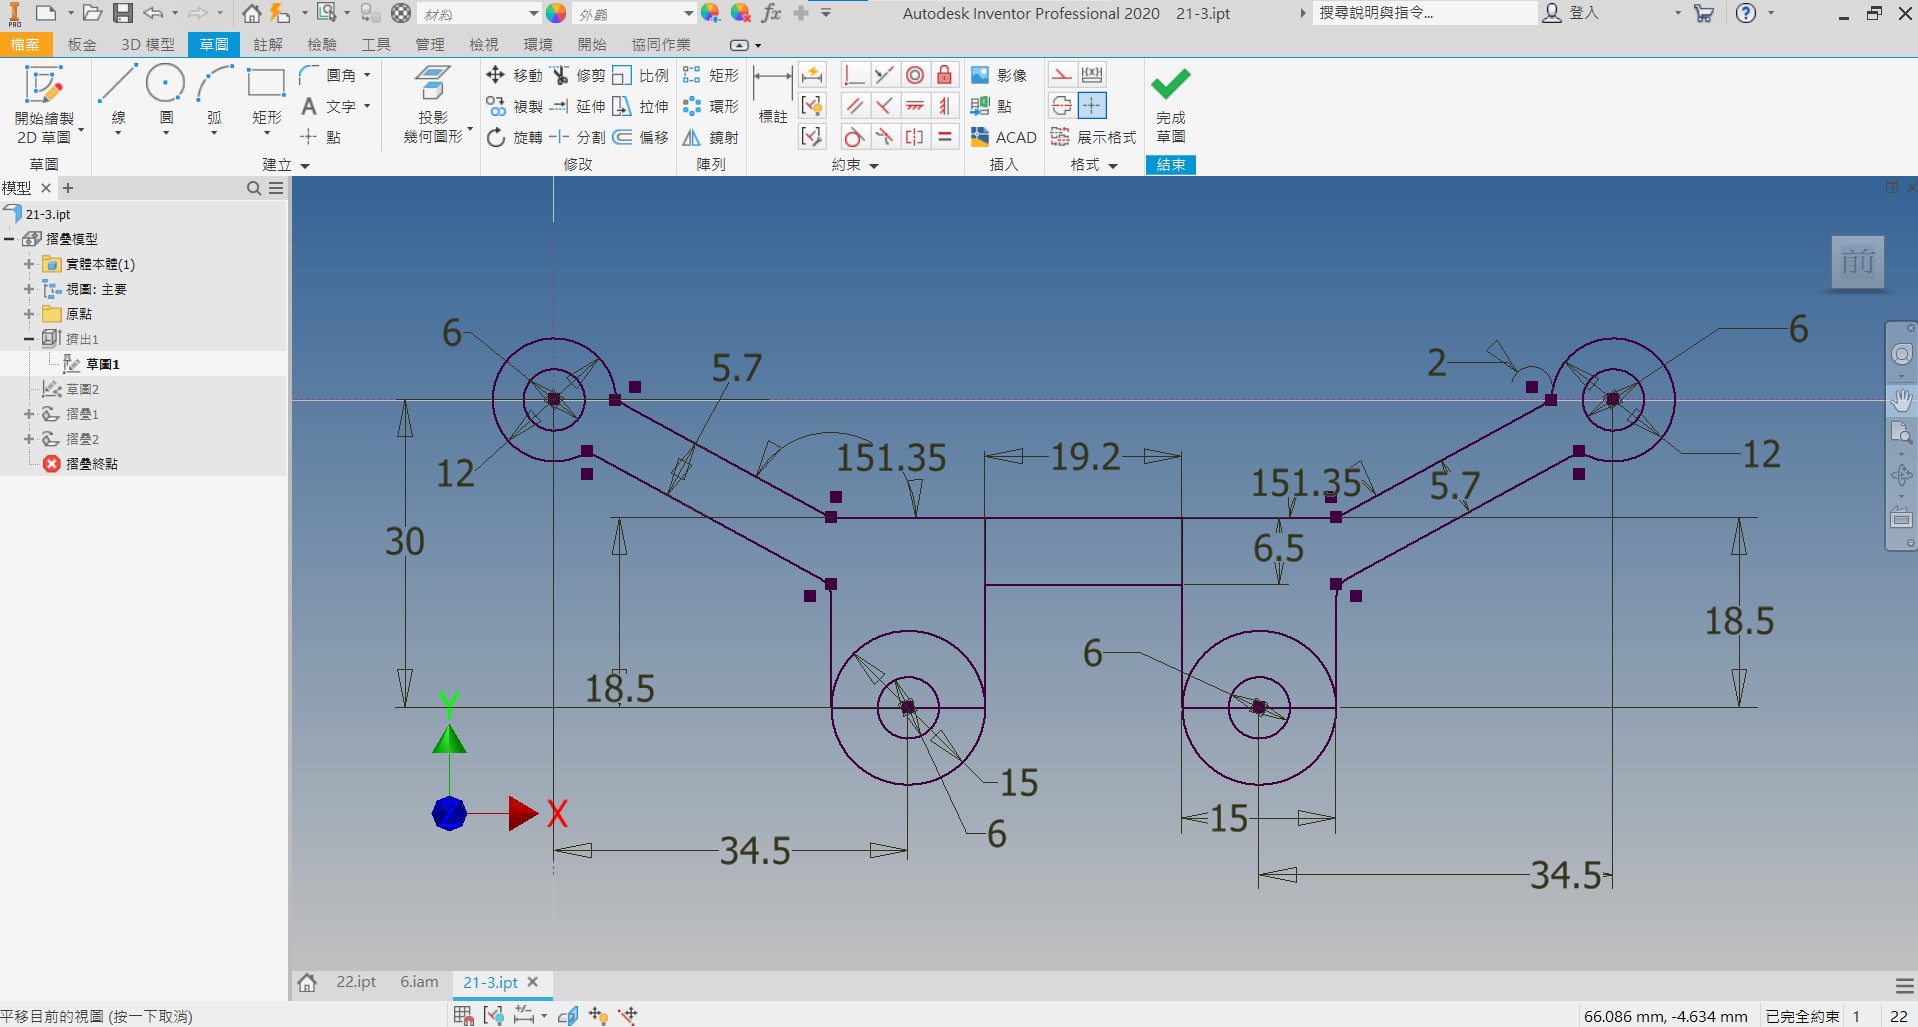 PRO
材料
外觀
fx
Autodesk Inventor Professional 2020 21-3.ipt
搜尋說明與指令...
登入
檔案 板金 3D 模型 草圖 註解 檢驗 工具 管理 檢視 環境 開始 協同作業
開始繪製
2D 草圖
線
圓
弧
矩形
圓角
文字
點
投影
幾何圖形
移動 修剪 比例
複製 延伸 拉伸
旋轉 分割 偏移
矩形
環形
鏡射
標註
影像
點
ACAD
展示格式
完成
草圖
草圖 建立 修改 陣列 約束 插入 格式 結束
模型
21-3.ipt
摺疊模型
實體本體(1)
視圖: 主要
原點
擠出1
草圖1
草圖2
摺疊1
摺疊2
摺疊終點
前
6
5.7
2
6
12
151.35
19.2
151.35
5.7
12
30
6.5
18.5
6
18.5
Y
Z
X
15
6
15
34.5
34.5
22.ipt 6.iam 21-3.ipt
平移目前的視圖 (按一下取消)
66.086 mm, -4.634 mm 已完全約束 1 22